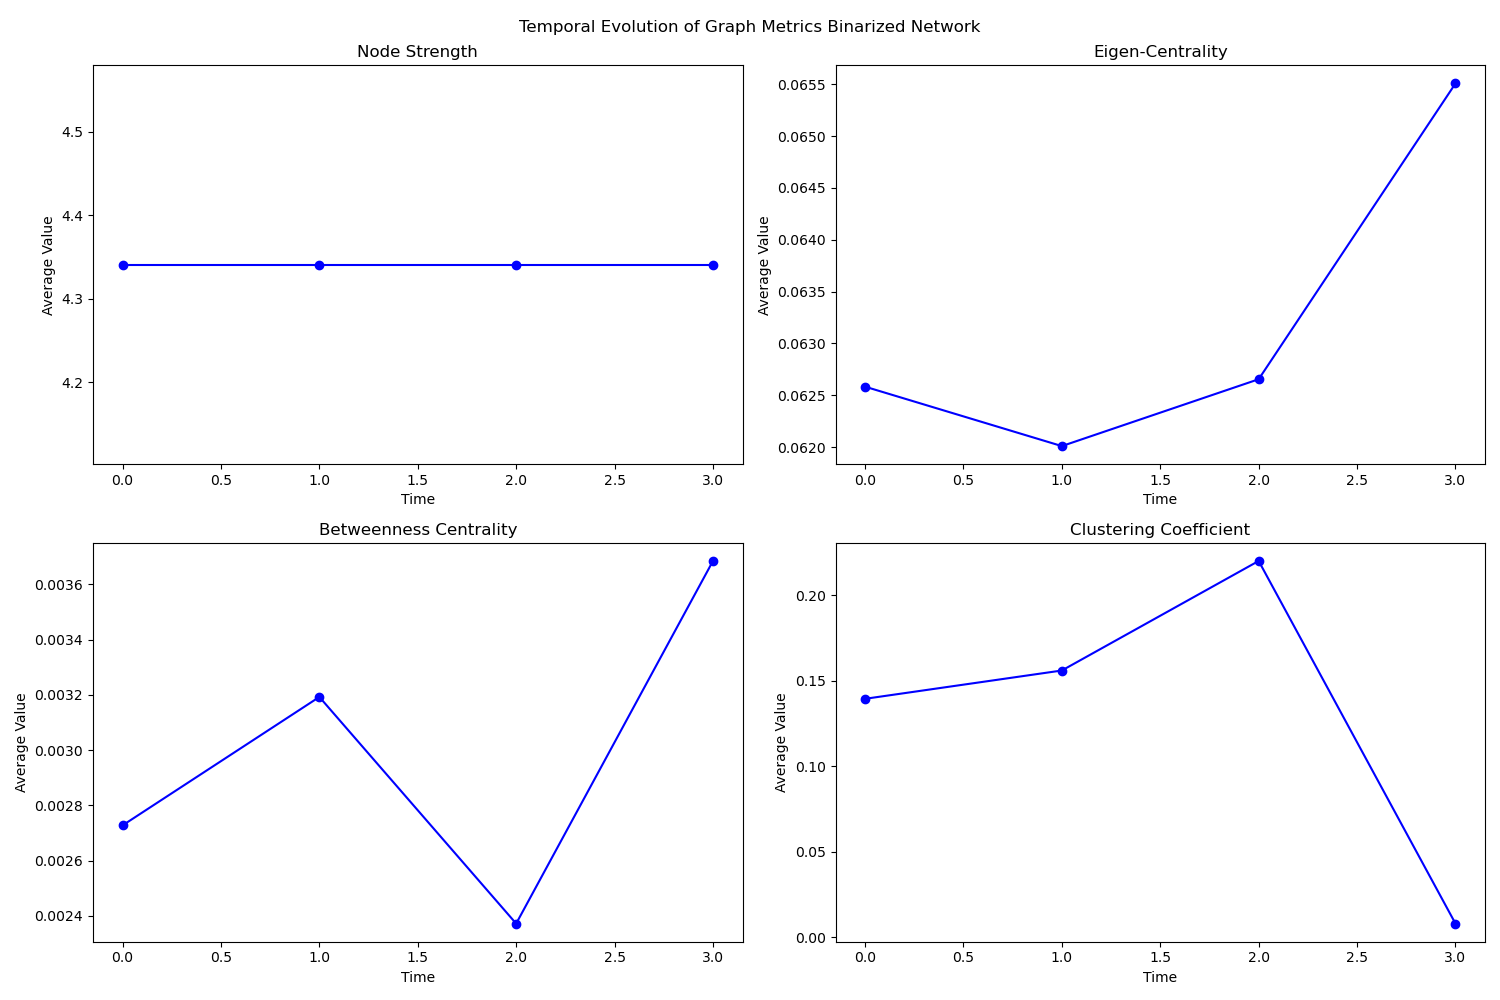 Temporal Evolution of Graph Metrics Binarized Network
Node Strength
Average Value
4.5
4.4
4.3
4.2
0.0 0.5 1.0 1.5 2.0 2.5 3.0
Time
Eigen-Centrality
Average Value
0.0655
0.0650
0.0645
0.0640
0.0635
0.0630
0.0625
0.0620
0.0 0.5 1.0 1.5 2.0 2.5 3.0
Time
Betweenness Centrality
Average Value
0.0036
0.0034
0.0032
0.0030
0.0028
0.0026
0.0024
0.0 0.5 1.0 1.5 2.0 2.5 3.0
Time
Clustering Coefficient
Average Value
0.20
0.15
0.10
0.05
0.00
0.0 0.5 1.0 1.5 2.0 2.5 3.0
Time